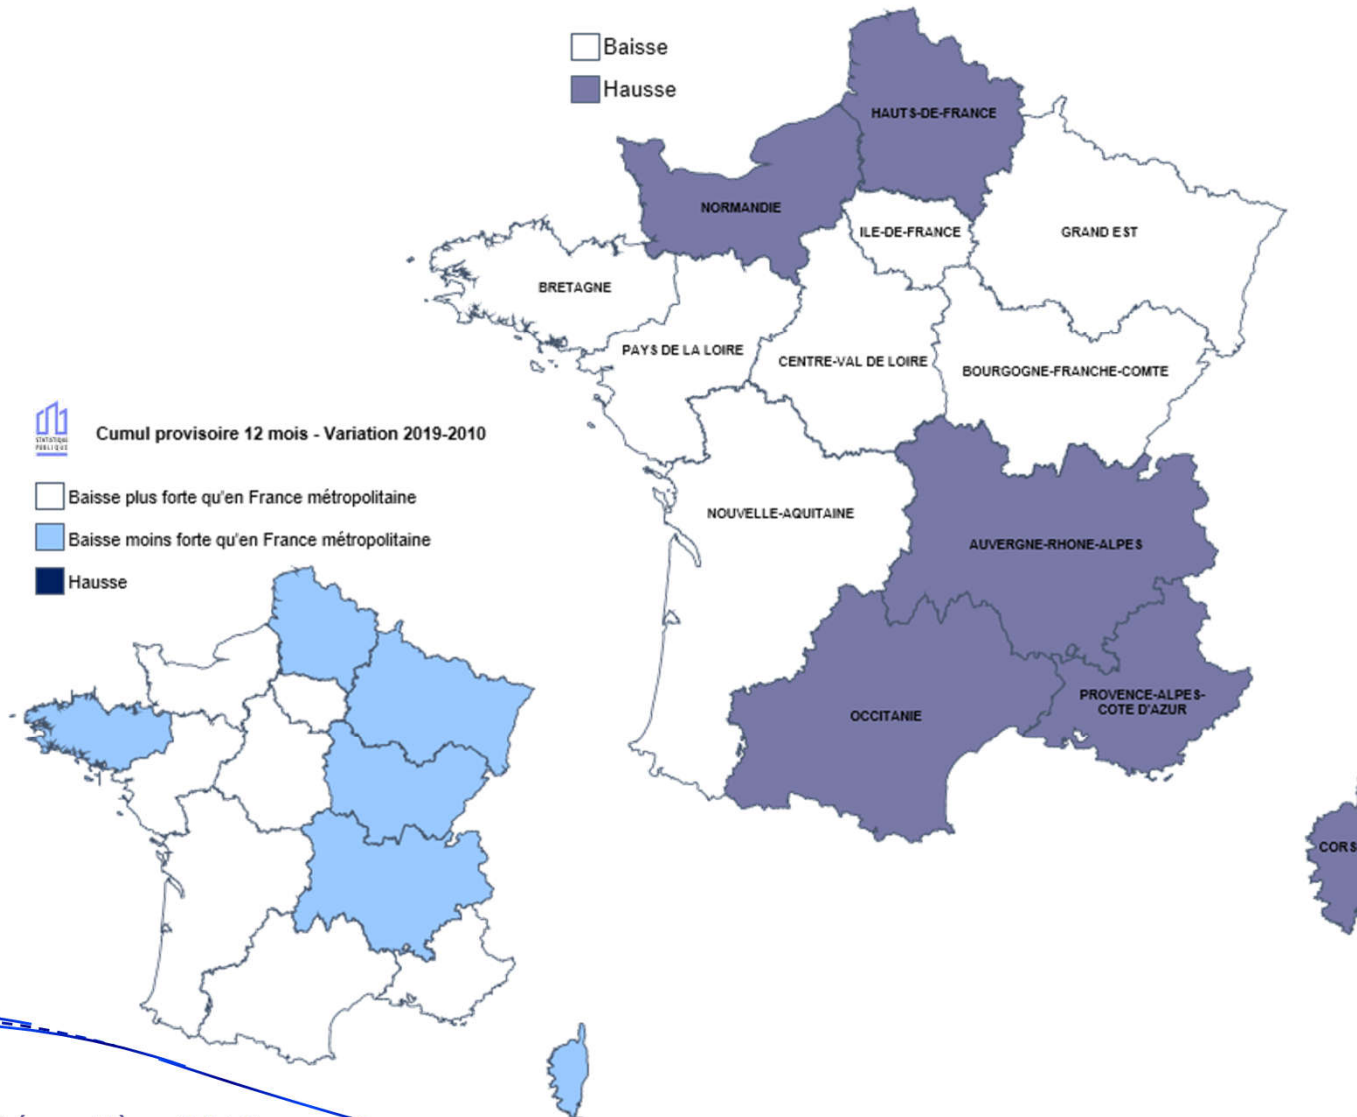 Baisse
Hausse
HAUTS-DE-FRANCE
NORMANDIE
ILE-DE-FRANCE
GRAND EST
BRETAGNE
PAYS DE LA LOIRE
CENTRE-VAL DE LOIRE
BOURGOGNE-FRANCHE-COMTE
STATISTIQUE
PUBLIQUE
Cumul provisoire 12 mois - Variation 2019-2010
Baisse plus forte qu'en France métropolitaine
Baisse moins forte qu'en France métropolitaine
Hausse
NOUVELLE-AQUITAINE
AUVERGNE-RHONE-ALPES
OCCITANIE
PROVENCE-ALPES-
COTE D'AZUR
CORS